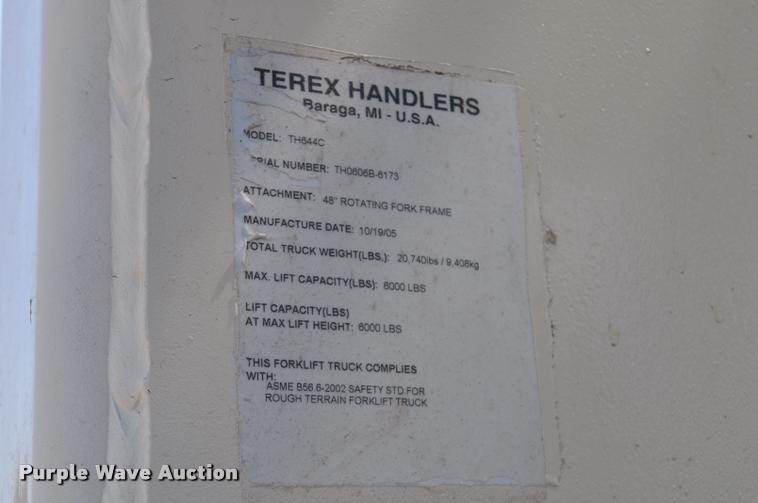 TEREX HANDLERS
Baraga, MI - U.S.A.
MODEL: TH644C
SERIAL NUMBER: TH0606B-6173
ATTACHMENT: 48" ROTATING FORK FRAME
MANUFACTURE DATE: 10/19/05
TOTAL TRUCK WEIGHT(LBS.): 20,740lbs / 9,408kg
MAX. LIFT CAPACITY(LBS): 6000 LBS
LIFT CAPACITY(LBS)
AT MAX LIFT HEIGHT: 6000 LBS
THIS FORKLIFT TRUCK COMPLIES
WITH:
ASME B56.6-2002 SAFETY STD FOR
ROUGH TERRAIN FORKLIFT TRUCK
Purple Wave Auction